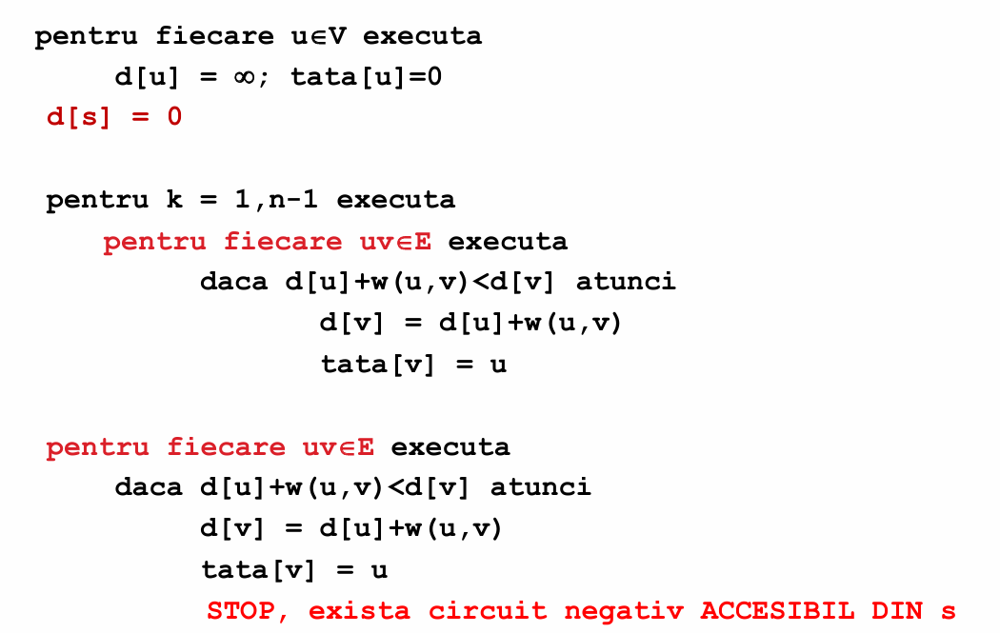 pentru fiecare u∈V executa
d[u] = ∞; tata[u]=0
d[s] = 0
pentru k = 1,n-1 executa
pentru fiecare uv∈E executa
daca d[u]+w(u,v)<d[v] atunci
d[v] = d[u]+w(u,v)
tata[v] = u
pentru fiecare uv∈E executa
daca d[u]+w(u,v)<d[v] atunci
d[v] = d[u]+w(u,v)
tata[v] = u
STOP, exista circuit negativ ACCESIBIL DIN s